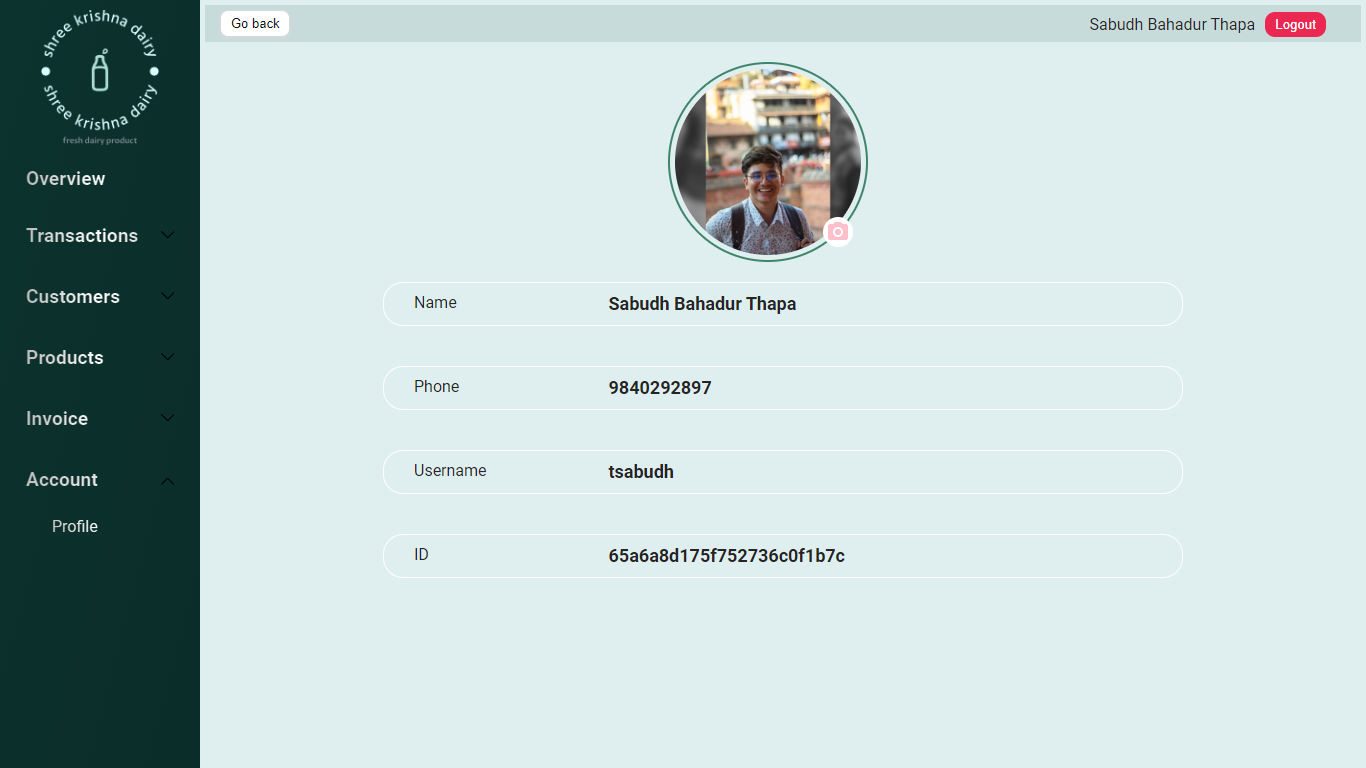 shree krishna dairy
shree krishna dairy
fresh dairy product
Overview
Transactions
Customers
Products
Invoice
Account
Profile
Go back
Sabudh Bahadur Thapa
Logout
Name Sabudh Bahadur Thapa
Phone 9840292897
Username tsabudh
ID 65a6a8d175f752736c0f1b7c